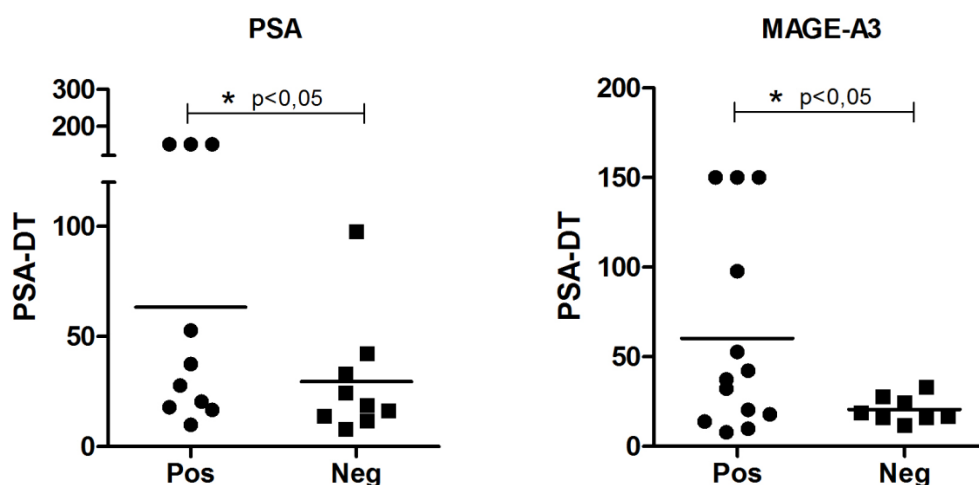 PSA
300
200
100
50
0
PSA-DT
* p<0,05
Pos Neg
MAGE-A3
200
150
100
50
0
PSA-DT
* p<0,05
Pos Neg